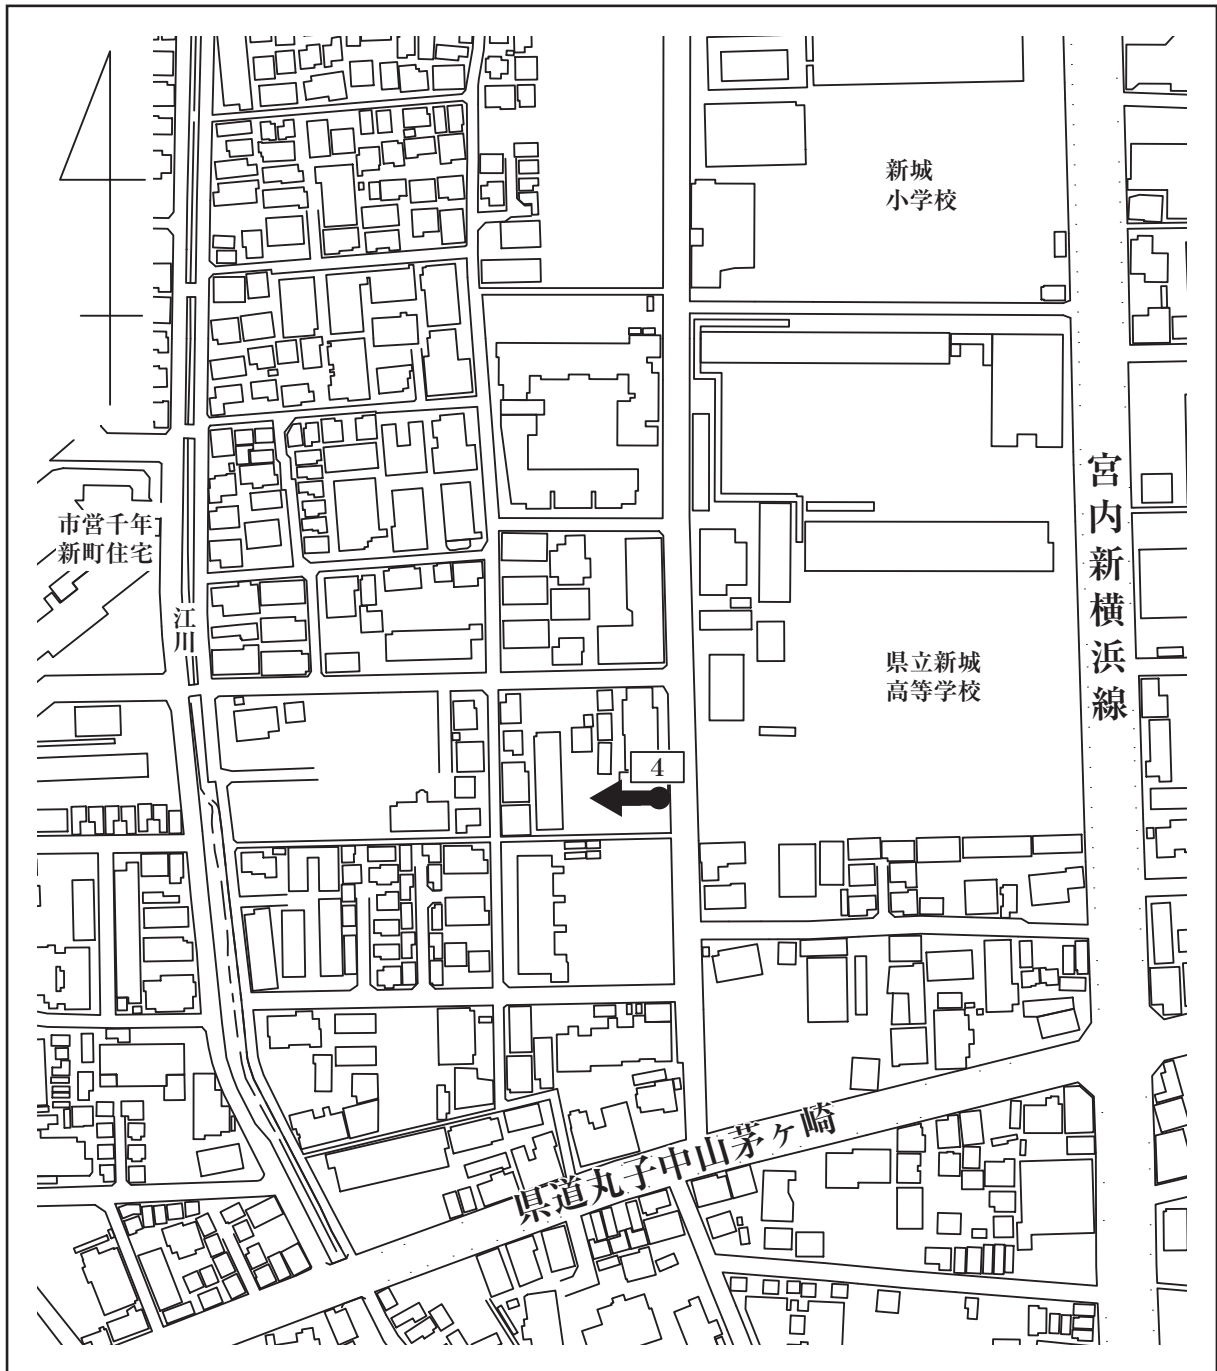 新城
小学校
宮内新横浜線
市営千年
新町住宅
江川
県立新城
高等学校
4
県道丸子中山茅ヶ崎